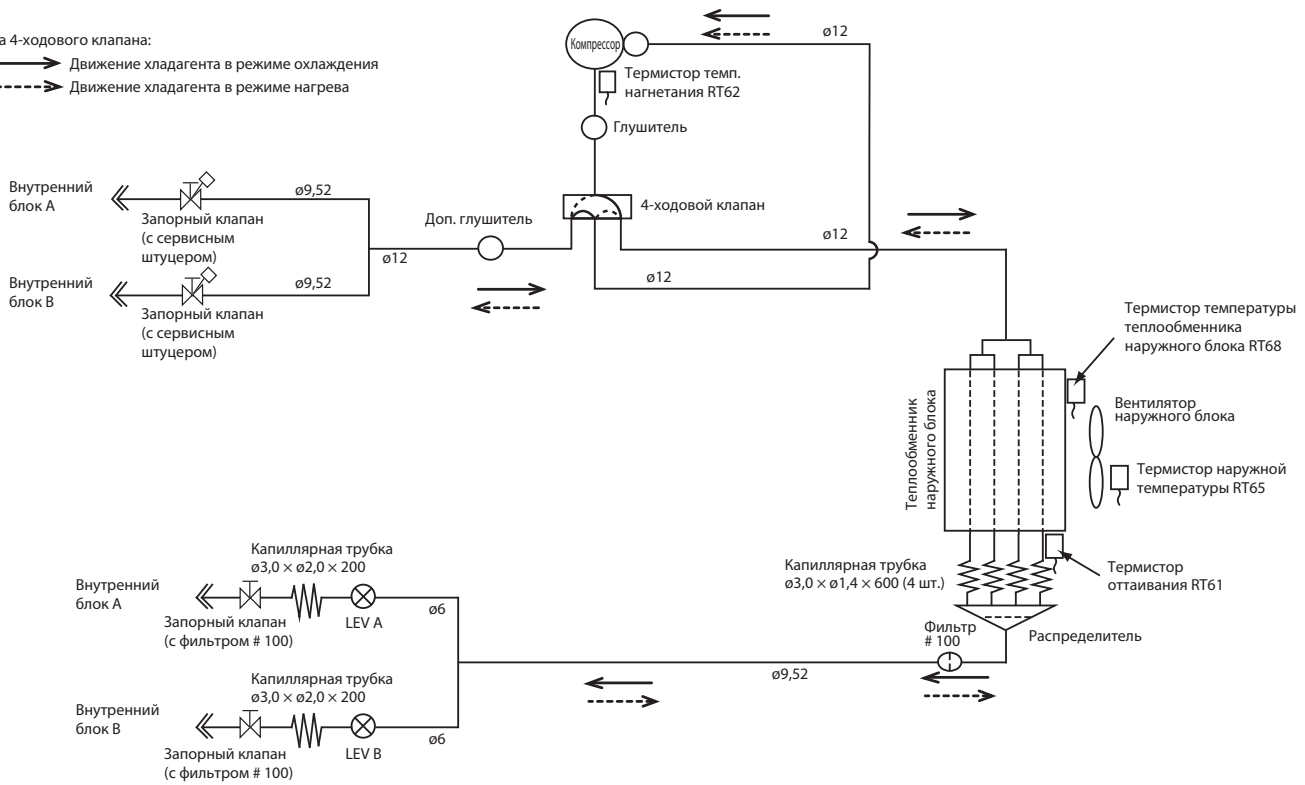 а 4-ходового клапана:
Движение хладагента в режиме охлаждения
Движение хладагента в режиме нагрева
Компрессор
ø12
Термистор темп.
нагнетания RT62
Глушитель
4-ходовой клапан
Внутренний
блок A
ø9,52
Запорный клапан
(с сервисным
штуцером)
Доп. глушитель
ø12
ø12
ø12
Внутренний
блок B
ø9,52
Запорный клапан
(с сервисным
штуцером)
Термистор температуры
теплообменника
наружного блока RT68
Вентилятор
наружного блока
Теплообменник
наружного блока
Термистор наружной
температуры RT65
Капиллярная трубка
ø3,0 × ø1,4 × 600 (4 шт.)
Термистор
оттаивания RT61
Распределитель
Фильтр
# 100
ø9,52
Капиллярная трубка
ø3,0 × ø2,0 × 200
Внутренний
блок A
Запорный клапан
(с фильтром # 100)
LEV A
ø6
Капиллярная трубка
ø3,0 × ø2,0 × 200
Внутренний
блок B
Запорный клапан
(с фильтром # 100)
LEV B
ø6